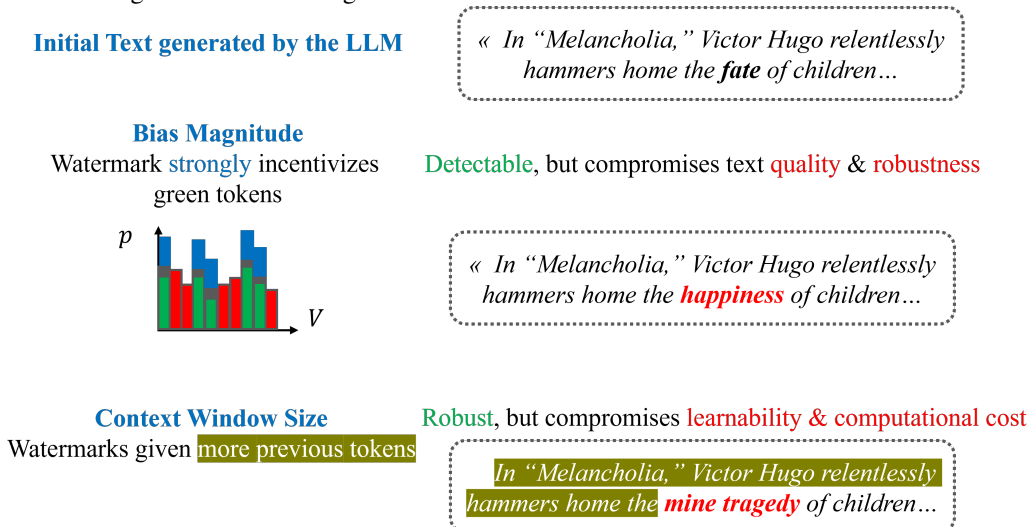 Initial Text generated by the LLM
« In “Melancholia,” Victor Hugo relentlessly
hammers home the fate of children…
Bias Magnitude
Watermark strongly incentivizes
green tokens
Detectable, but compromises text quality & robustness
p
V
« In “Melancholia,” Victor Hugo relentlessly
hammers home the happiness of children…
Context Window Size
Watermarks given more previous tokens
Robust, but compromises learnability & computational cost
In “Melancholia,” Victor Hugo relentlessly
hammers home the mine tragedy of children…